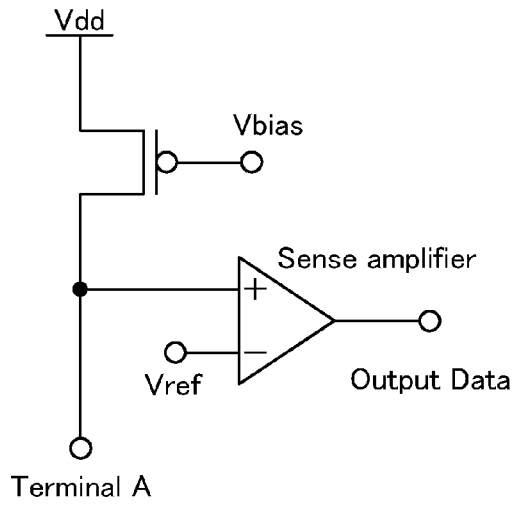 Vdd
Vbias
Sense amplifier
+
−
Vref
Output Data
Terminal A